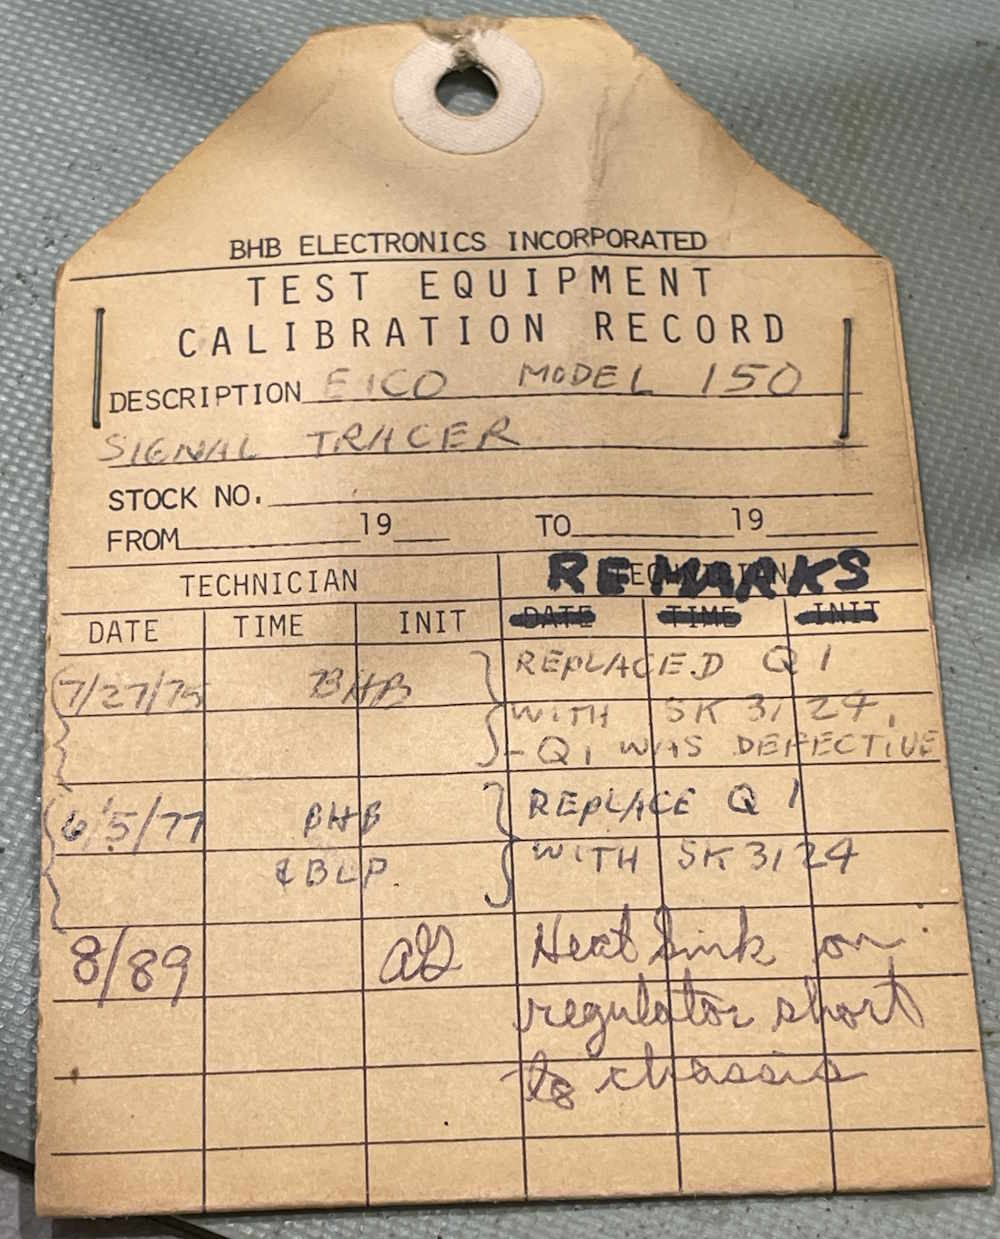 BHB ELECTRONICS INCORPORATED
TEST EQUIPMENT
CALIBRATION RECORD
DESCRIPTION EICO MODEL 150
SIGNAL TRACER
STOCK NO.
FROM 19 TO 19
TECHNICIAN REMARKS
DATE TIME INIT DATE TIME INIT
7/27/75 BHB REPLACED Q1
WITH SK 3124,
- Q1 WAS DEFECTIVE
6/5/77 BHB REPLACE Q1
&BLP WITH SK 3124
8/89 Heat Sink on
regulator short
to chassis